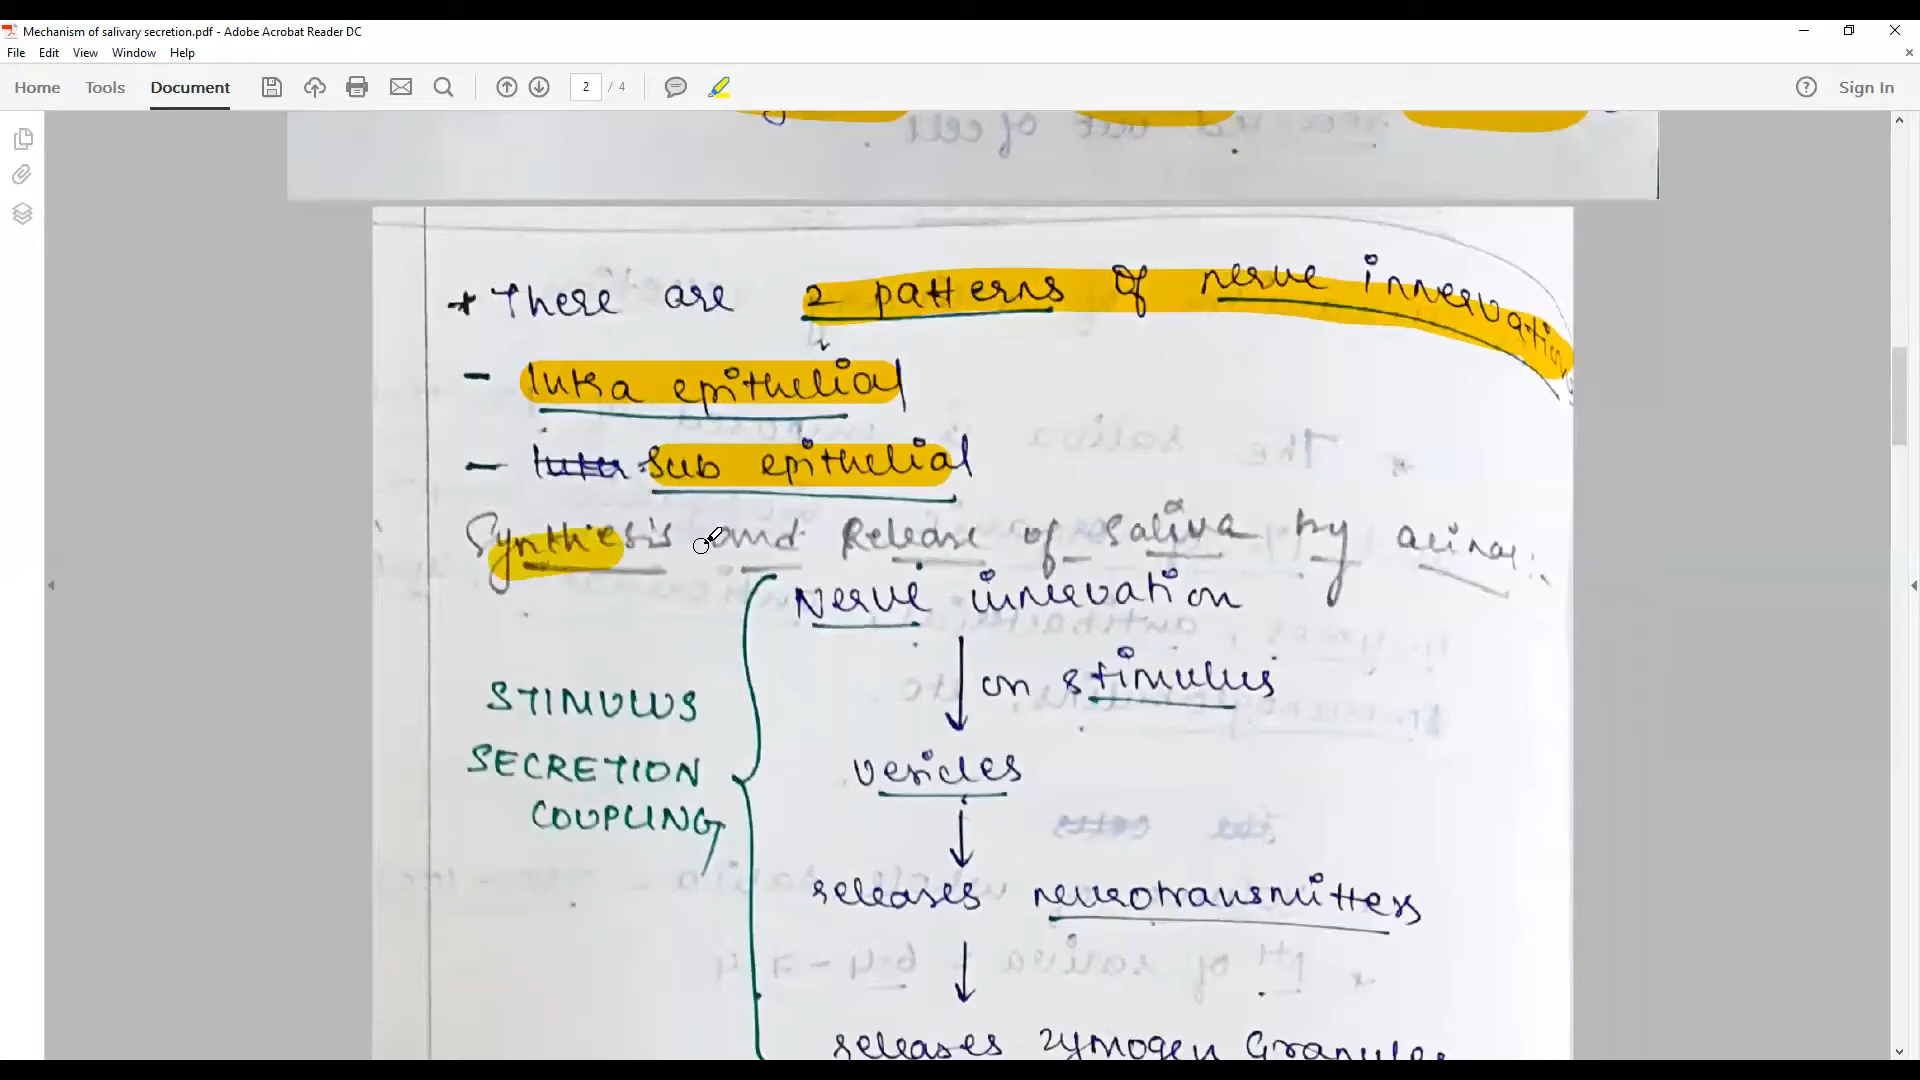 Mechanism of salivary secretion.pdf - Adobe Acrobat Reader DC
File Edit View Window Help
Home Tools Document 2 / 4 Sign In
* There are 2 patterns of nerve innervation
- Intra epithelial
- sub epithelial
Synthesis and Release of Saliva by acinar
Nerve innervation
on stimulus
STIMULUS
SECRETION
COUPLING
vesicles
releases neurotransmitters
releases zymogen Granules